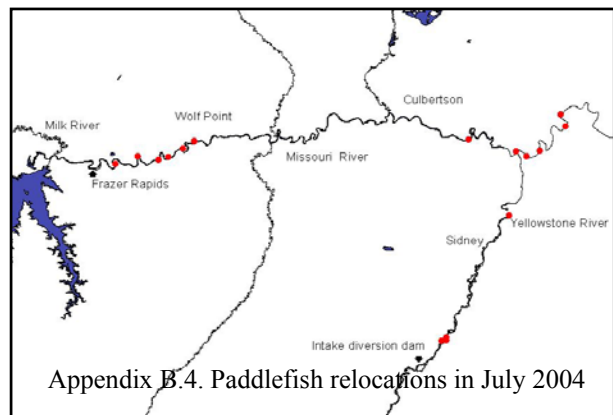 Culbertson
Wolf Point
Milk River
Missouri River
Frazer Rapids
Yellowstone River
Sidney
Intake diversion dam
Appendix B.4. Paddlefish relocations in July 2004